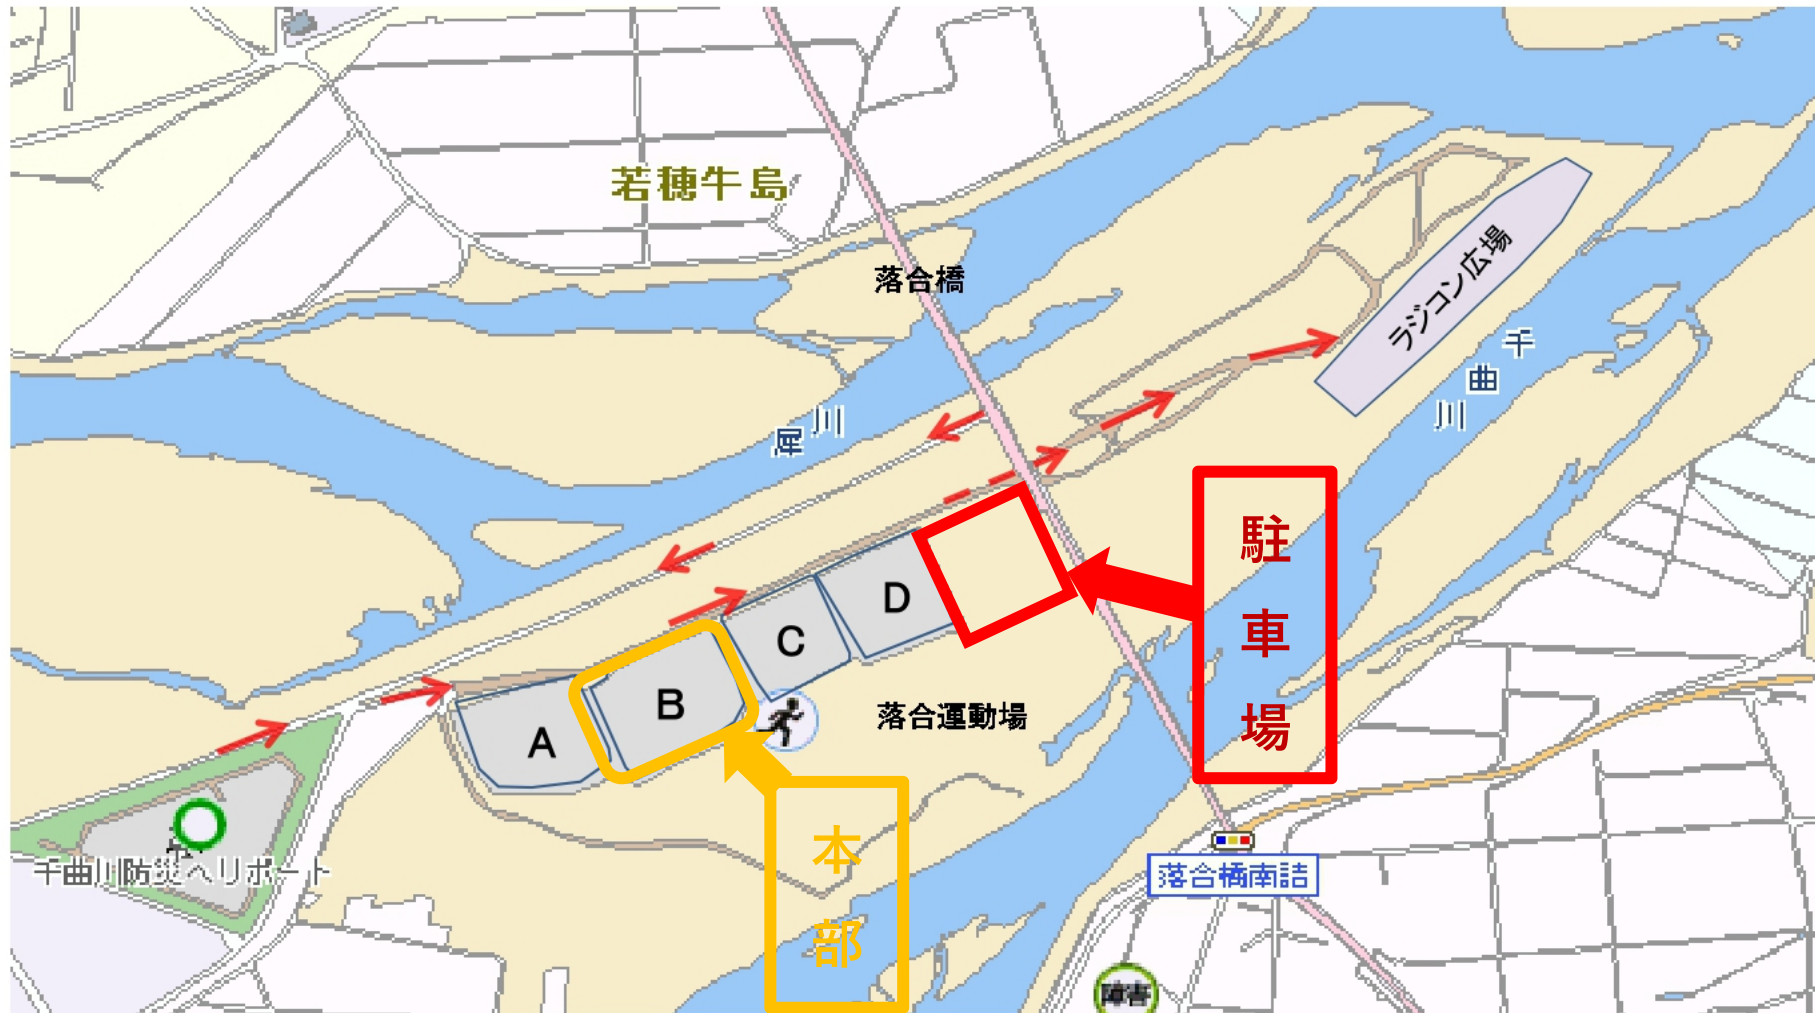 若穂牛島
落合橋
ラジコン広場
千曲川
犀川
駐車場
D
C
B
A
落合運動場
本部
千曲川防災ヘリポート
落合橋南詰
障害